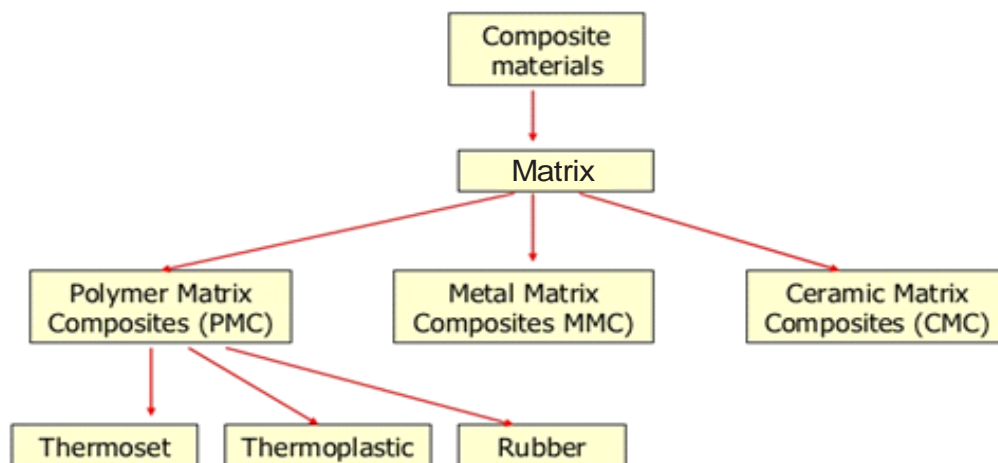 Composite
materials
Matrix
Polymer Matrix
Composites (PMC)
Metal Matrix
Composites MMC)
Ceramic Matrix
Composites (CMC)
Thermoset
Thermoplastic
Rubber